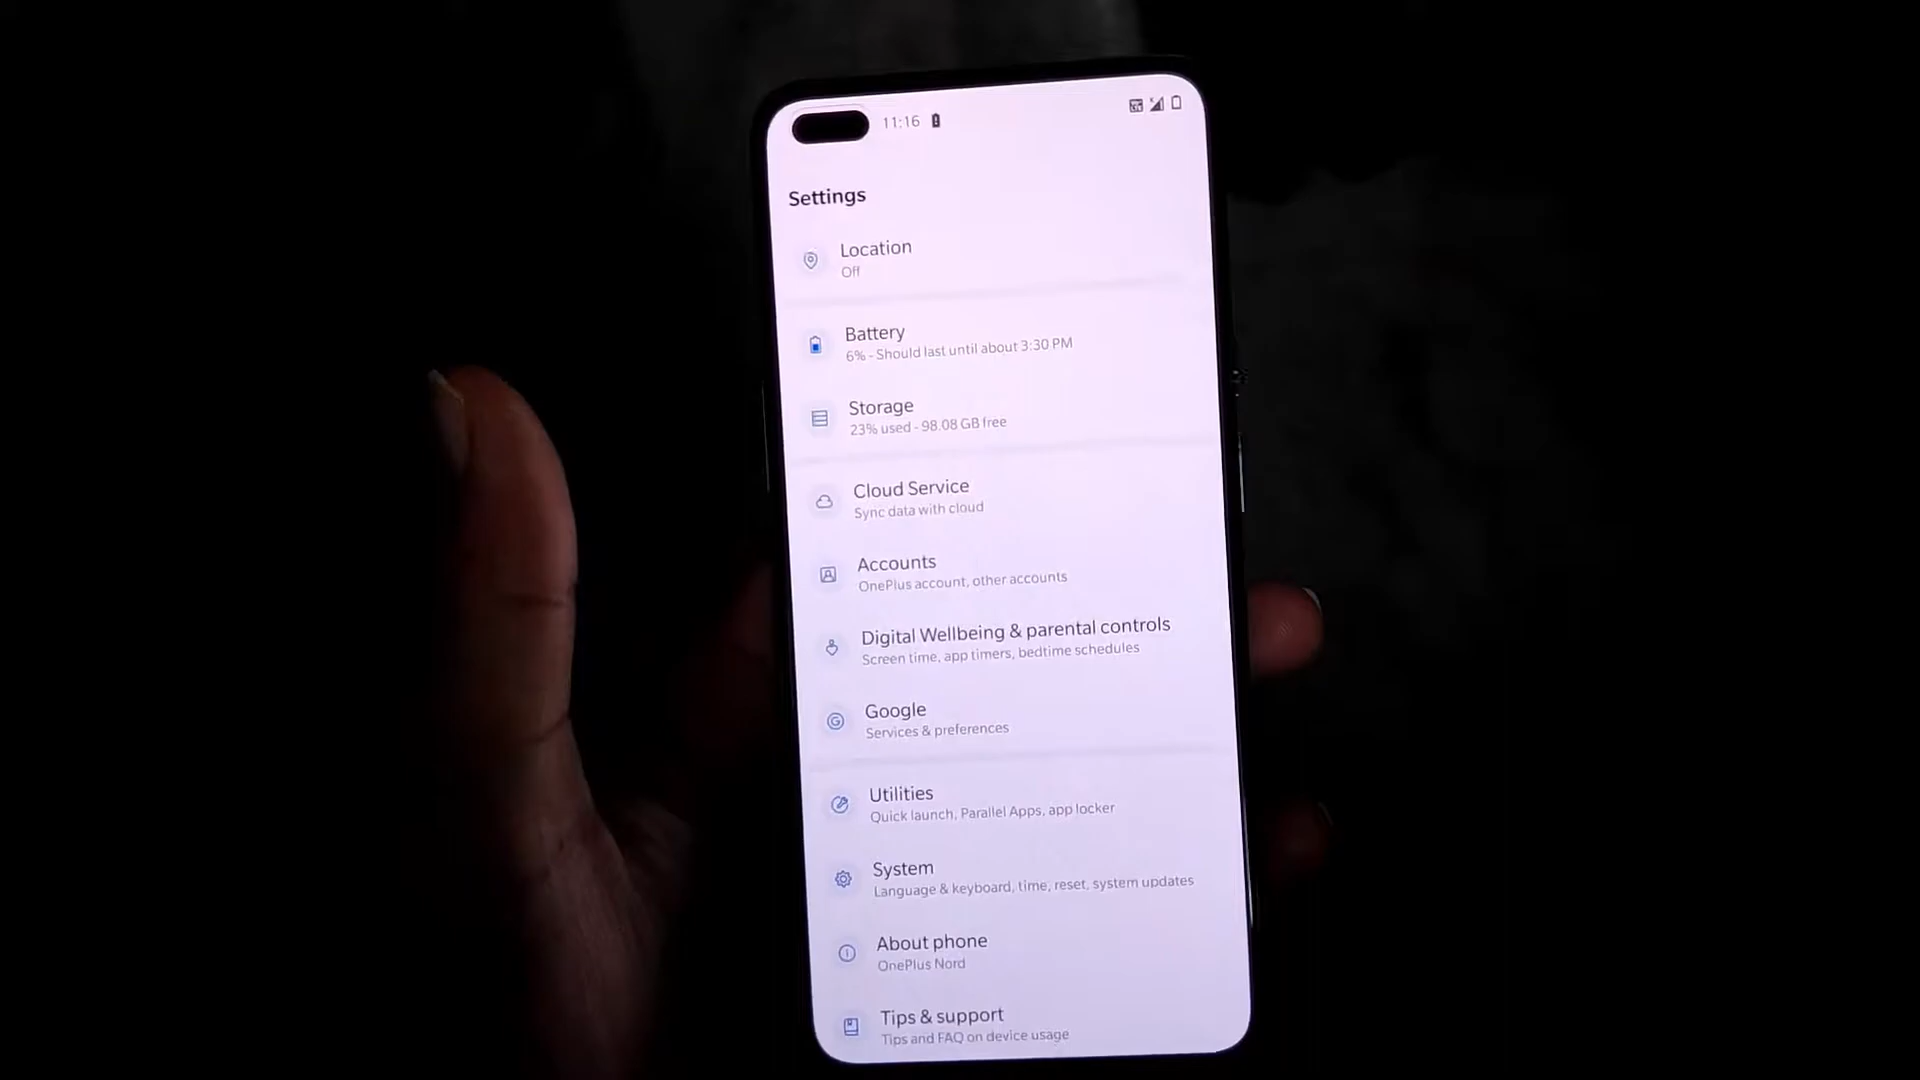 11:16
Settings
Location
Off
Battery
6% - Should last until about 3:30 PM
Storage
23% used - 98.08 GB free
Cloud Service
Sync data with cloud
Accounts
OnePlus account, other accounts
Digital Wellbeing & parental controls
Screen time, app timers, bedtime schedules
Google
Services & preferences
Utilities
Quick launch, Parallel Apps, app locker
System
Language & keyboard, time, reset, system updates
About phone
OnePlus Nord
Tips & support
Tips and FAQ on device usage